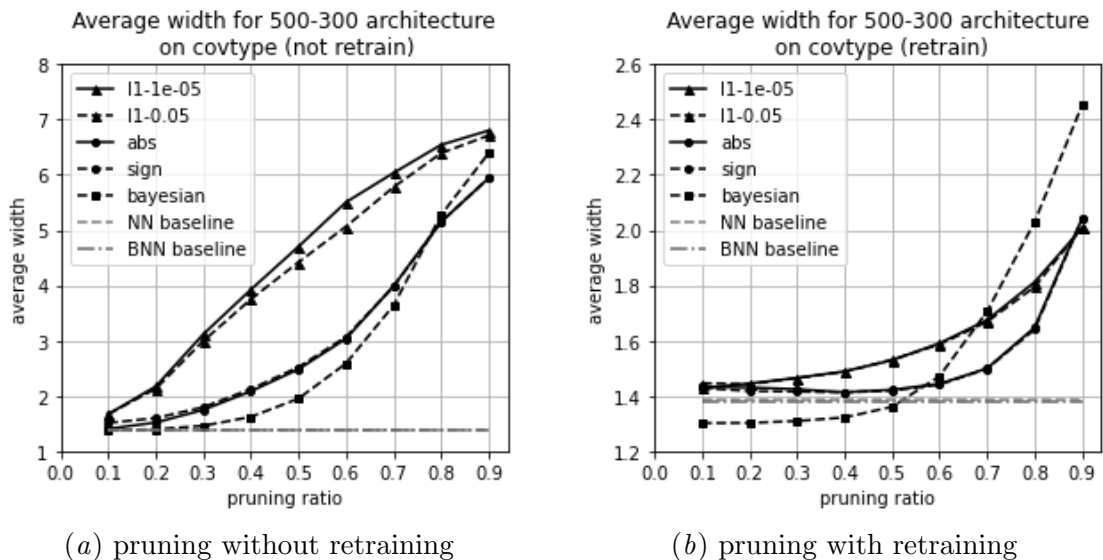 Average width for 500-300 architecture
on covtype (not retrain)
8
7
6
5
4
3
2
1
average width
l1-1e-05
l1-0.05
abs
sign
bayesian
NN baseline
BNN baseline
0.0 0.1 0.2 0.3 0.4 0.5 0.6 0.7 0.8 0.9
pruning ratio
(a) pruning without retraining
Average width for 500-300 architecture
on covtype (retrain)
2.6
2.4
2.2
2.0
1.8
1.6
1.4
1.2
average width
l1-1e-05
l1-0.05
abs
sign
bayesian
NN baseline
BNN baseline
0.0 0.1 0.2 0.3 0.4 0.5 0.6 0.7 0.8 0.9
pruning ratio
(b) pruning with retraining